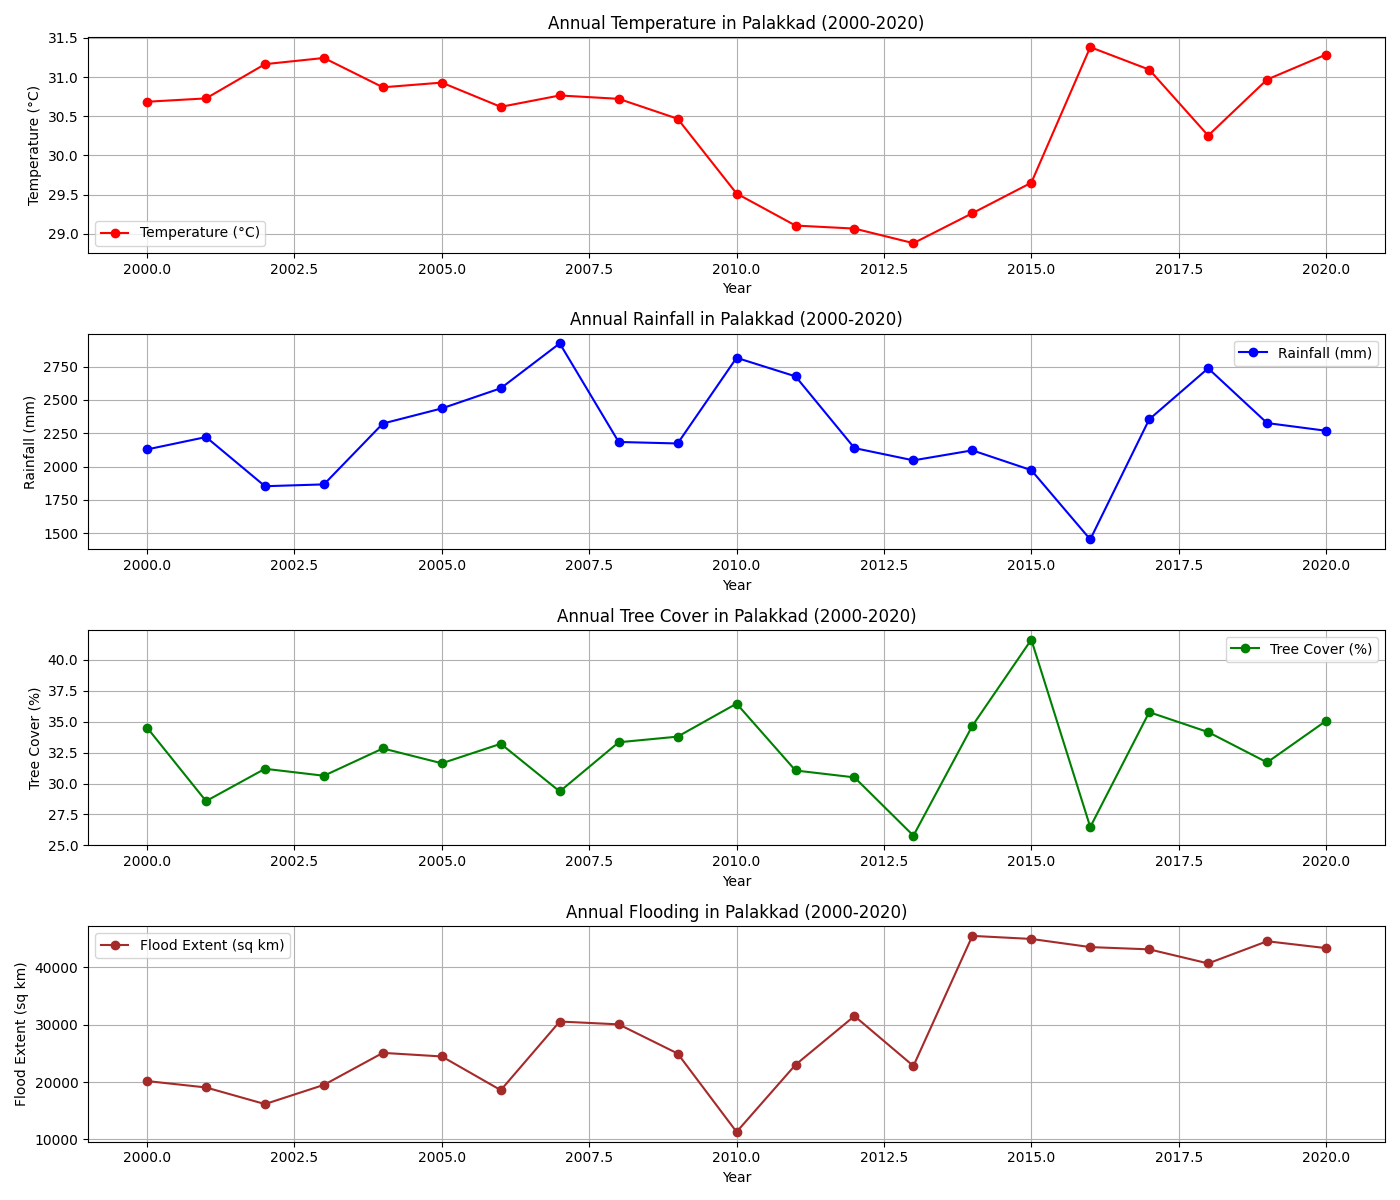 Annual Temperature in Palakkad (2000-2020)
31.5
31.0
30.5
30.0
29.5
29.0
Temperature (°C)
Temperature (°C)
2000.0 2002.5 2005.0 2007.5 2010.0 2012.5 2015.0 2017.5 2020.0
Year
Annual Rainfall in Palakkad (2000-2020)
2750
2500
2250
2000
1750
1500
Rainfall (mm)
Rainfall (mm)
2000.0 2002.5 2005.0 2007.5 2010.0 2012.5 2015.0 2017.5 2020.0
Year
Annual Tree Cover in Palakkad (2000-2020)
40.0
37.5
35.0
32.5
30.0
27.5
25.0
Tree Cover (%)
Tree Cover (%)
2000.0 2002.5 2005.0 2007.5 2010.0 2012.5 2015.0 2017.5 2020.0
Year
Annual Flooding in Palakkad (2000-2020)
40000
30000
20000
10000
Flood Extent (sq km)
Flood Extent (sq km)
2000.0 2002.5 2005.0 2007.5 2010.0 2012.5 2015.0 2017.5 2020.0
Year